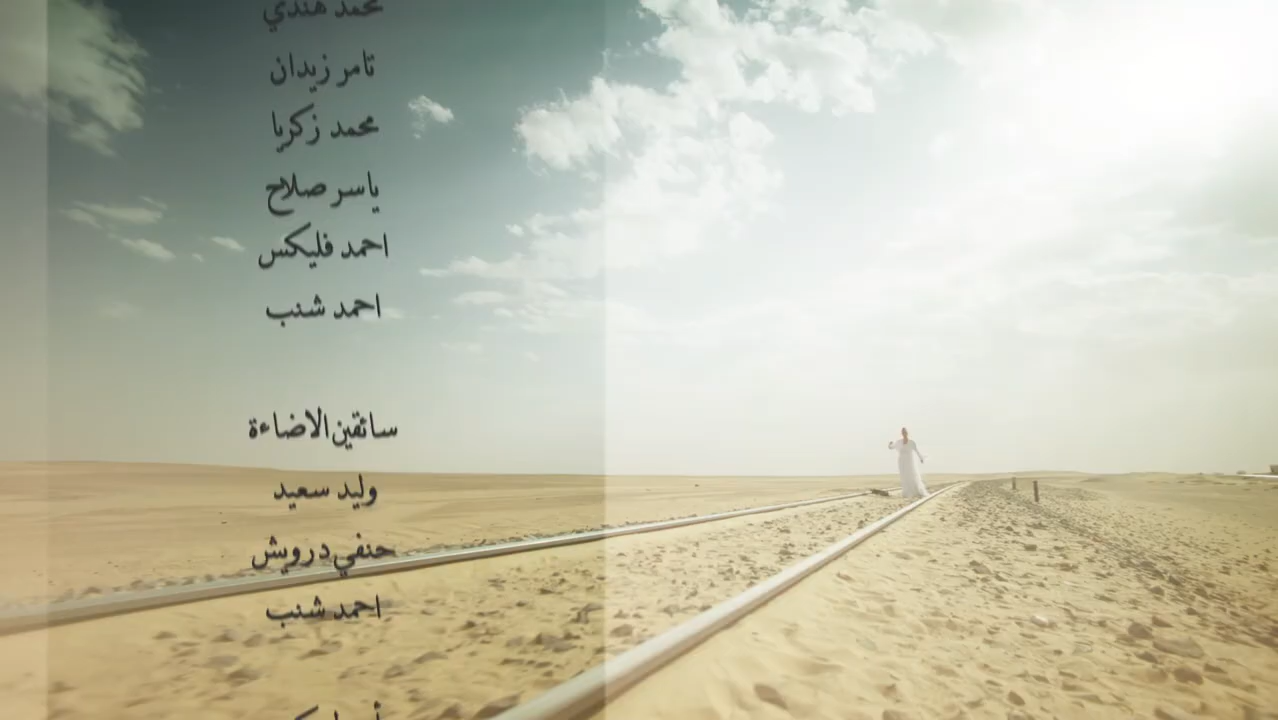 محمد هندي
تامر زيدان
محمد زكريا
ياسر صلاح
احمد فليكس
احمد شنب
سائقين الاضاءة
وليد سعيد
حنفي درويش
احمد شنب